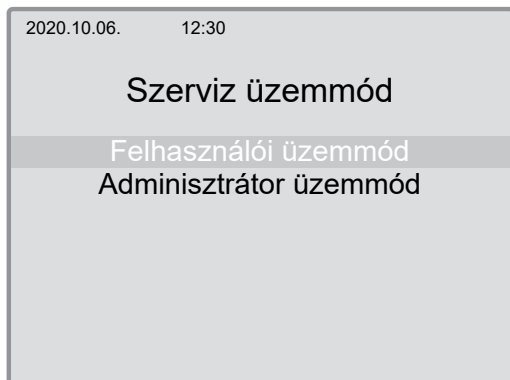 2020.10.06. 12:30
Szerviz üzemmód
Felhasználói üzemmód
Adminisztrátor üzemmód